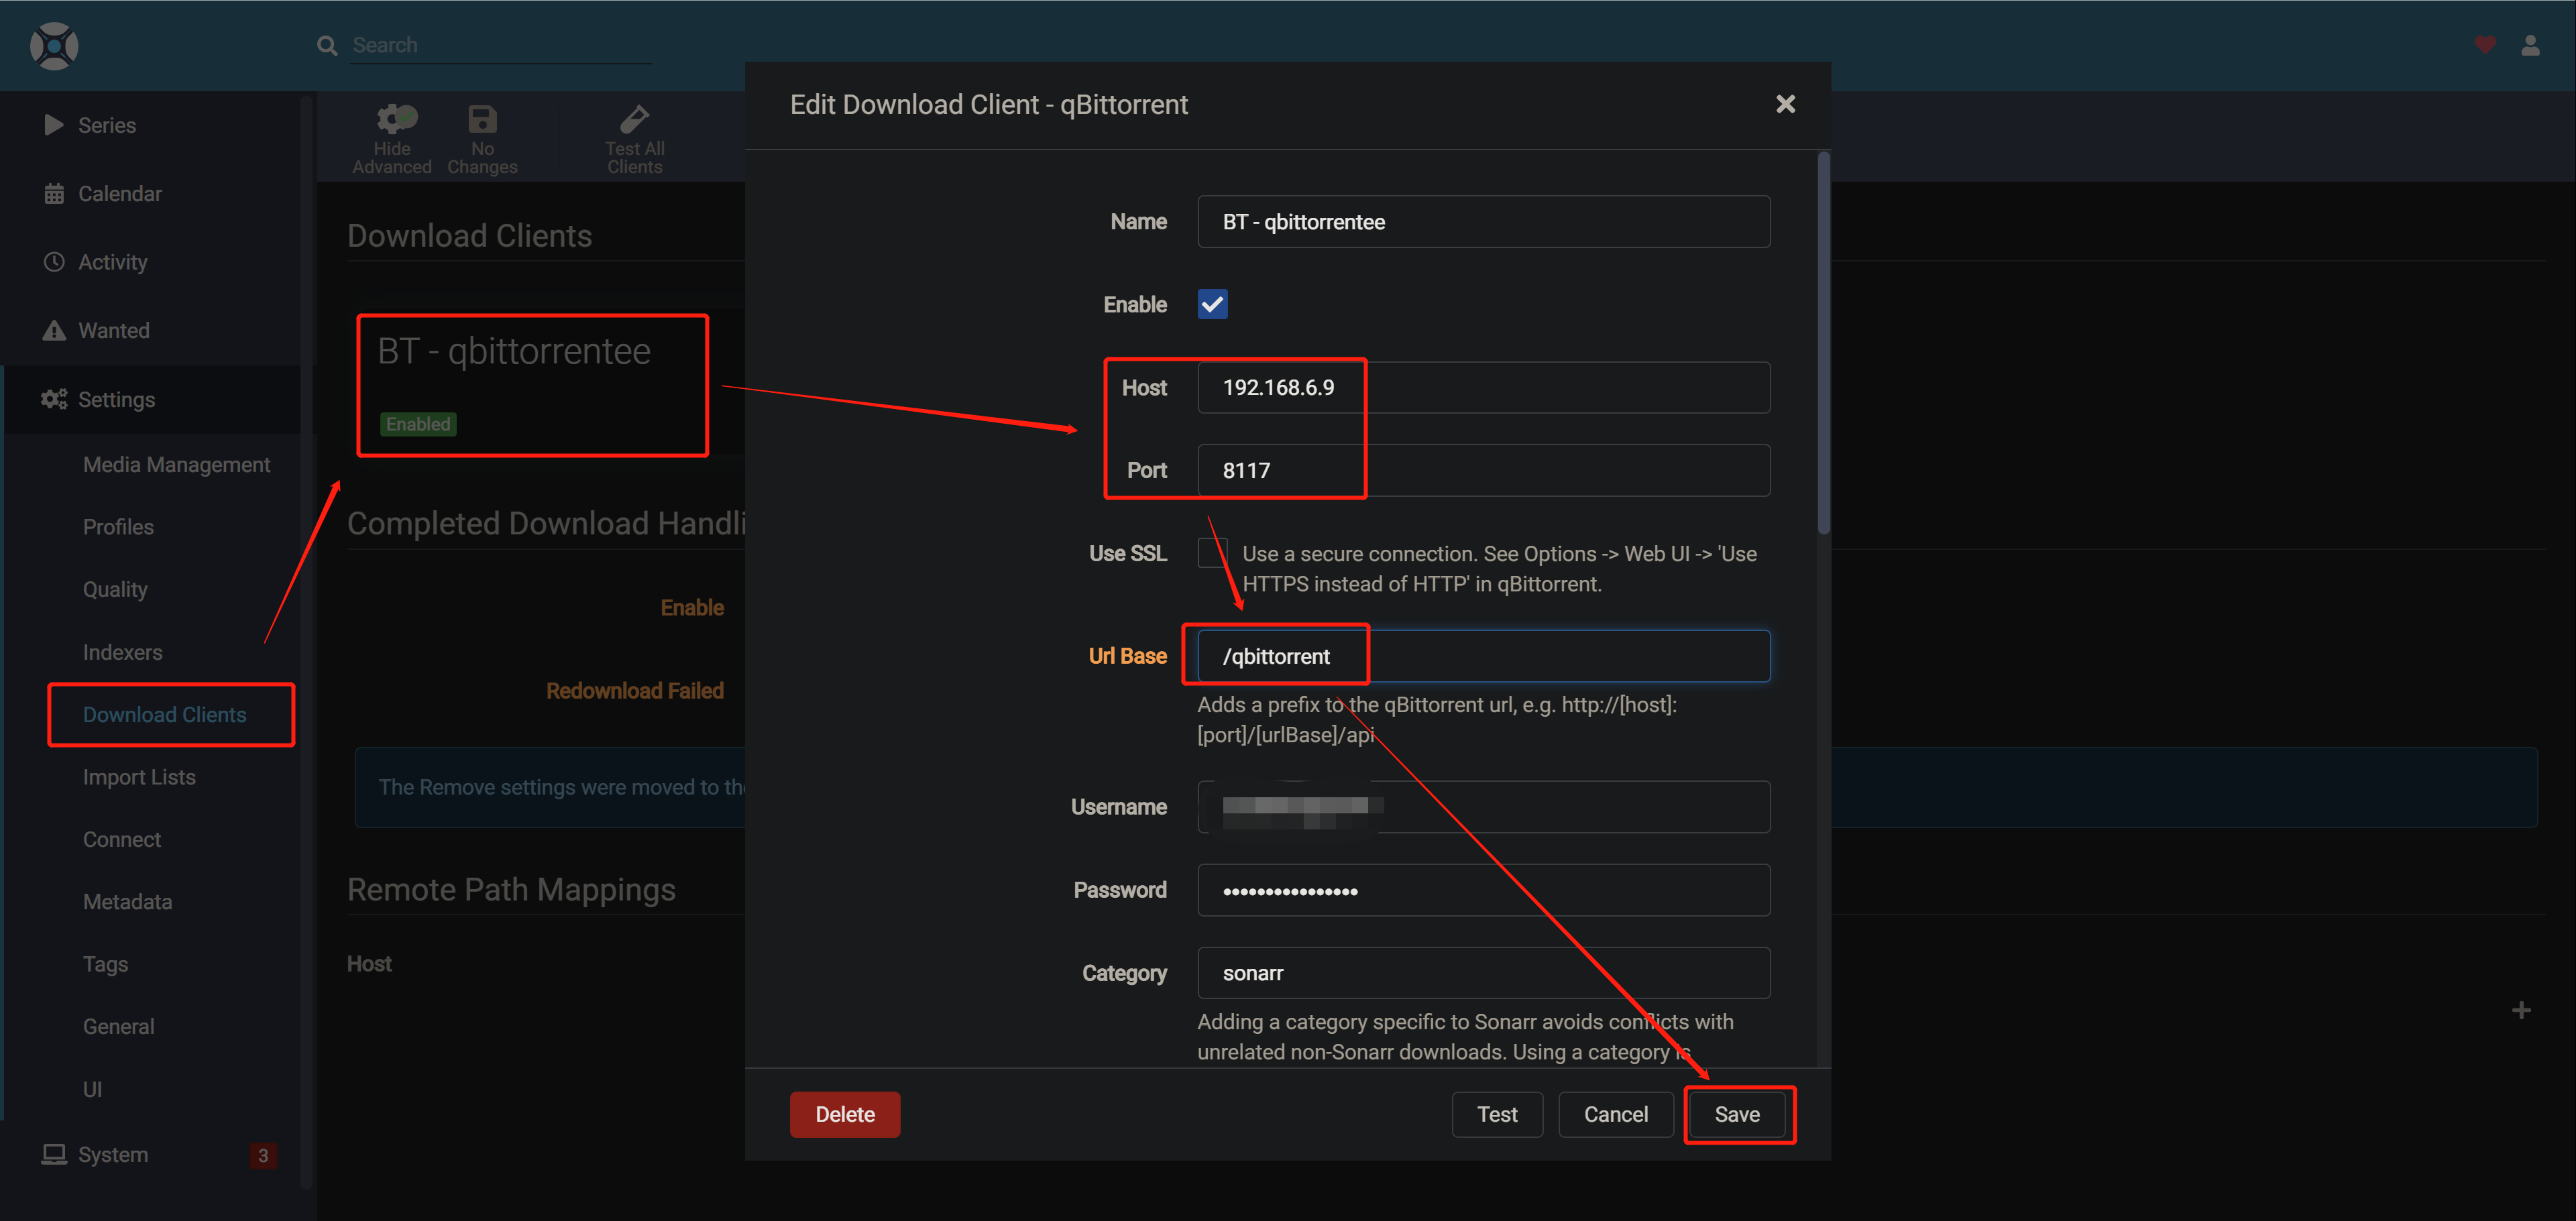 Search
Series
Calendar
Activity
Wanted
Settings
Media Management
Profiles
Quality
Indexers
Download Clients
Import Lists
Connect
Metadata
Tags
General
UI
System
3
Hide
Advanced
No
Changes
Test All
Clients
Download Clients
BT - qbittorrentee
Enabled
Completed Download Handli
Enable
Redownload Failed
The Remove settings were moved to the
Remote Path Mappings
Host
Edit Download Client - qBittorrent
Name
BT - qbittorrentee
Enable
Host
192.168.6.9
Port
8117
Use SSL
Use a secure connection. See Options -> Web UI -> 'Use
HTTPS instead of HTTP' in qBittorrent.
Url Base
/qbittorrent
Adds a prefix to the qBittorrent url, e.g. http://[host]:
[port]/[urlBase]/api
Username
Password
••••••••••••••••
Category
sonarr
Adding a category specific to Sonarr avoids conflicts with
unrelated non-Sonarr downloads. Using a category is
Delete
Test
Cancel
Save